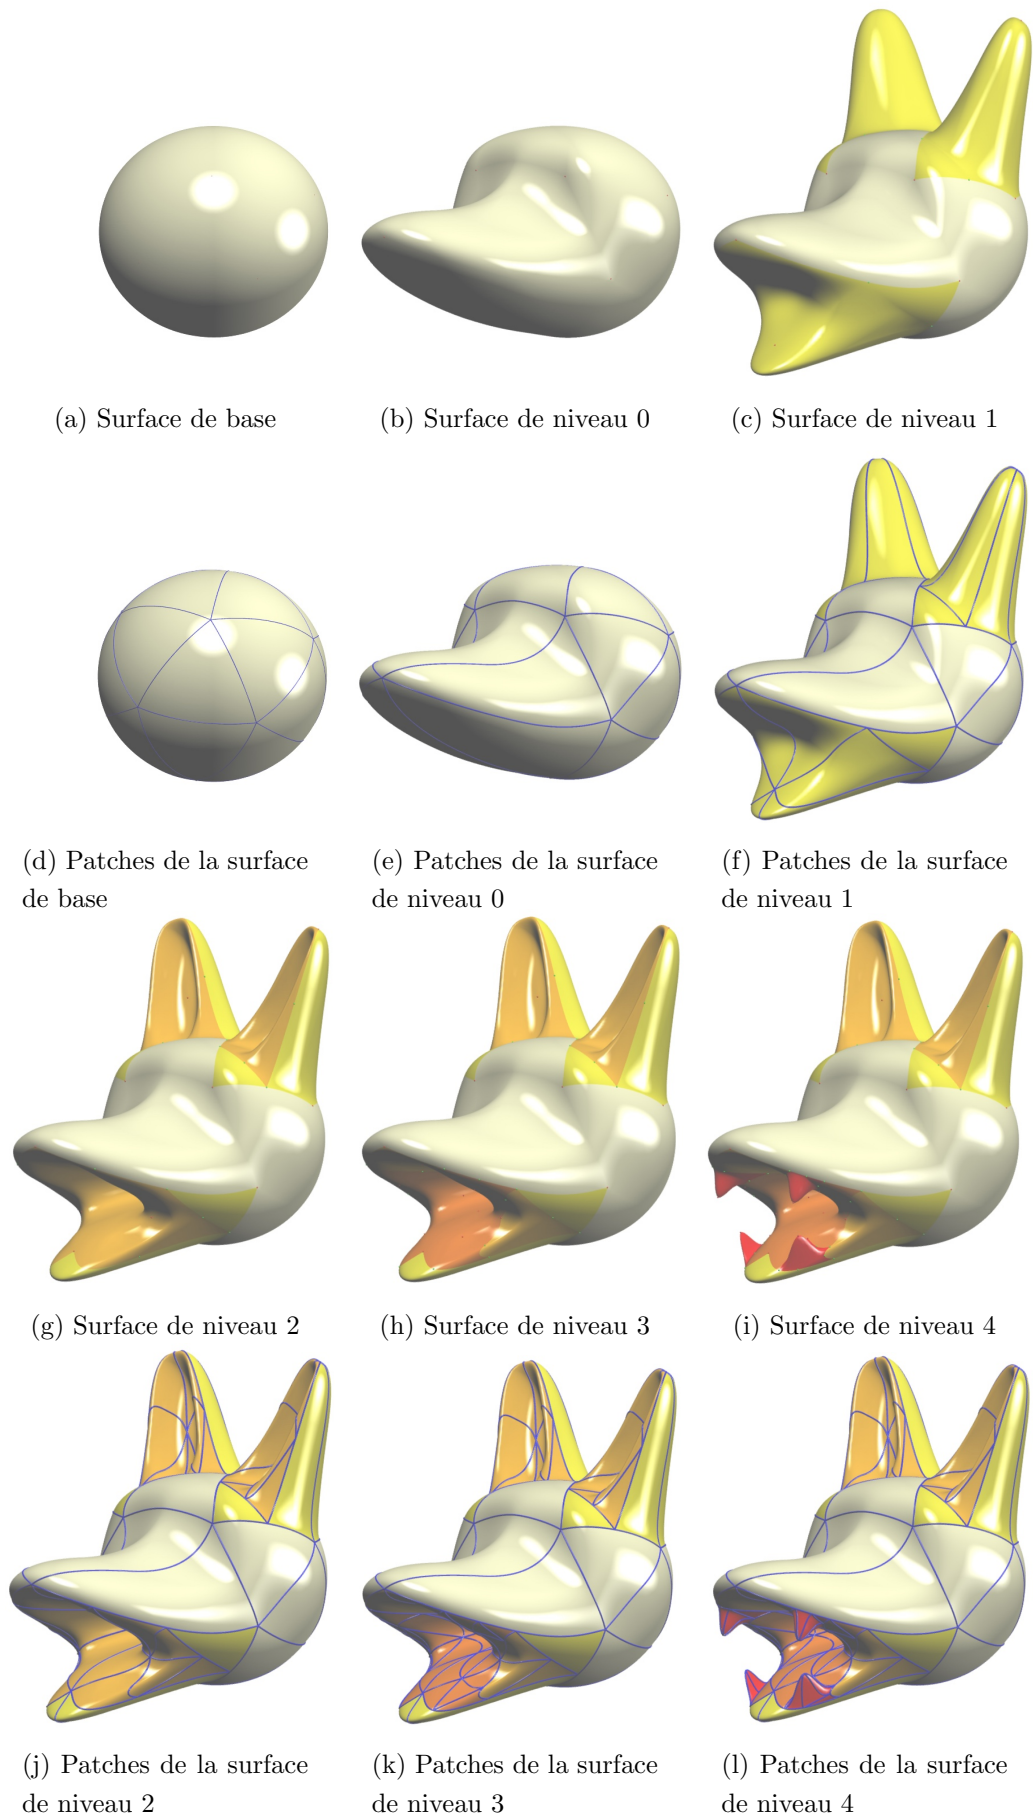 (a) Surface de base
(b) Surface de niveau 0
(c) Surface de niveau 1
(d) Patches de la surface
de base
(e) Patches de la surface
de niveau 0
(f) Patches de la surface
de niveau 1
(g) Surface de niveau 2
(h) Surface de niveau 3
(i) Surface de niveau 4
(j) Patches de la surface
de niveau 2
(k) Patches de la surface
de niveau 3
(l) Patches de la surface
de niveau 4